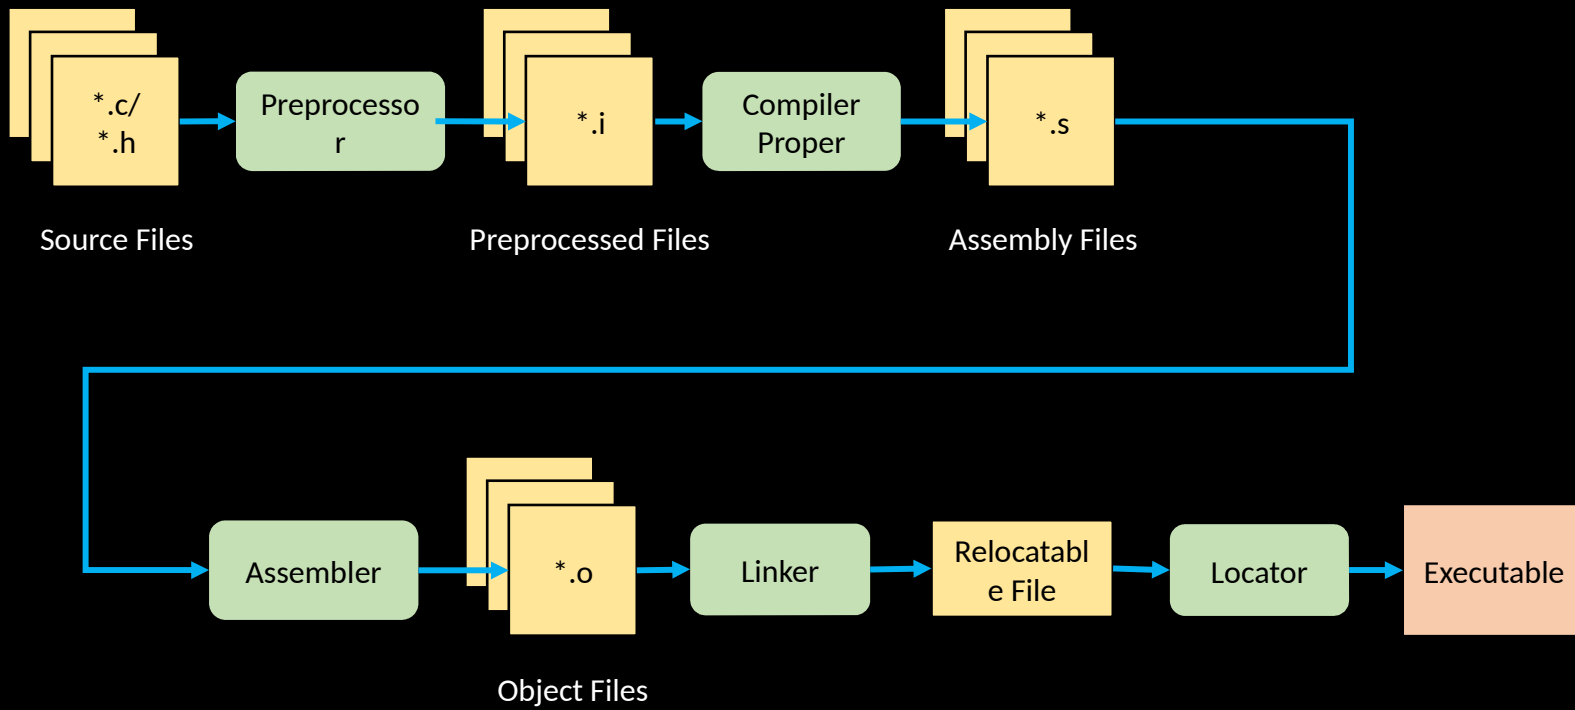 *.c/
*.h
Preprocesso
r
*.i
Compiler
Proper
*.s
Source Files
Preprocessed Files
Assembly Files
Assembler
*.o
Linker
Relocatabl
e File
Locator
Executable
Object Files